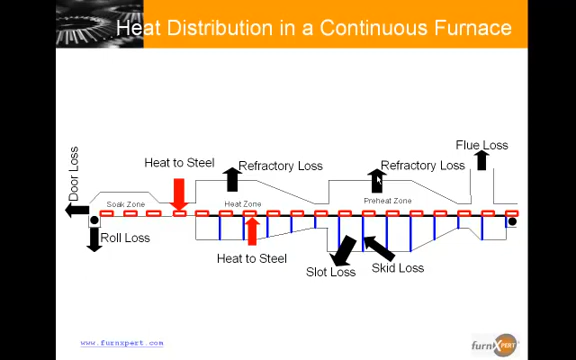 Heat Distribution in a Continuous Furnace
Flue Loss
Door Loss
Heat to Steel
Refractory Loss
Refractory Loss
Soak Zone
Heat Zone
Preheat Zone
Roll Loss
Heat to Steel
Slot Loss
Skid Loss
www.furnxpert.com
furnXpert